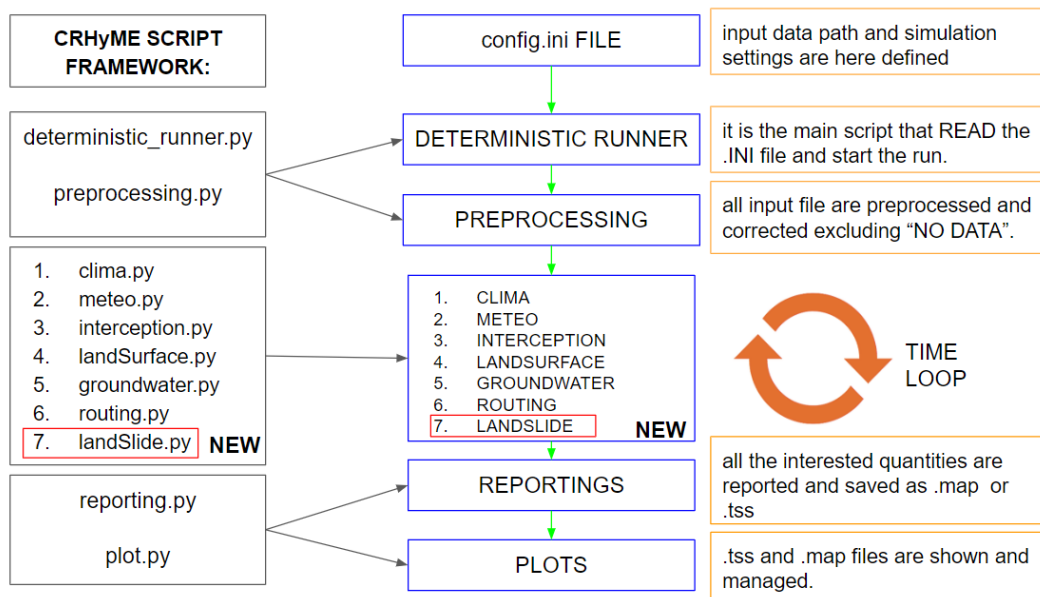 CRHyME SCRIPT
FRAMEWORK:
config.ini FILE
input data path and simulation
settings are here defined
deterministic_runner.py
preprocessing.py
DETERMINISTIC RUNNER
it is the main script that READ the
.INI file and start the run.
PREPROCESSING
all input file are preprocessed and
corrected excluding “NO DATA”.
1. clima.py
2. meteo.py
3. interception.py
4. landSurface.py
5. groundwater.py
6. routing.py
7. landSlide.py NEW
1. CLIMA
2. METEO
3. INTERCEPTION
4. LANDSURFACE
5. GROUNDWATER
6. ROUTING
7. LANDSLIDE NEW
TIME
LOOP
reporting.py
plot.py
REPORTINGS
all the interested quantities are
reported and saved as .map or
.tss
PLOTS
.tss and .map files are shown and
managed.